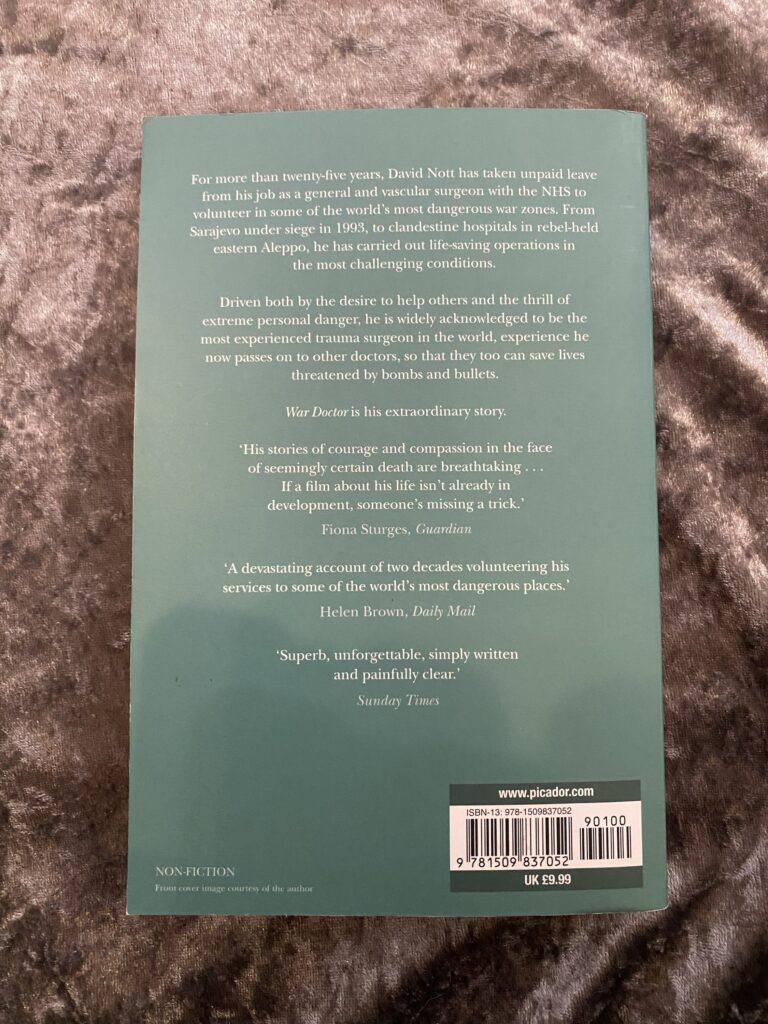 For more than twenty-five years, David Nott has taken unpaid leave
from his job as a general and vascular surgeon with the NHS to
volunteer in some of the world's most dangerous war zones. From
Sarajevo under siege in 1993, to clandestine hospitals in rebel-held
eastern Aleppo, he has carried out life-saving operations in
the most challenging conditions.
Driven both by the desire to help others and the thrill of
extreme personal danger, he is widely acknowledged to be the
most experienced trauma surgeon in the world, experience he
now passes on to other doctors, so that they too can save lives
threatened by bombs and bullets.
War Doctor is his extraordinary story.
‘His stories of courage and compassion in the face
of seemingly certain death are breathtaking . . .
If a film about his life isn't already in
development, someone's missing a trick.’
Fiona Sturges, Guardian
‘A devastating account of two decades volunteering his
services to some of the world's most dangerous places.’
Helen Brown, Daily Mail
‘Superb, unforgettable, simply written
and painfully clear.’
Sunday Times
www.picador.com
ISBN-13: 978-1509837052
90100
9 781509 837052
UK £9.99
NON-FICTION
Front cover image courtesy of the author